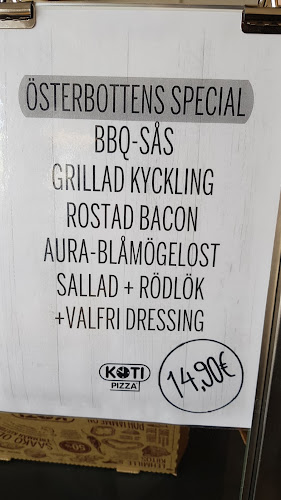 ÖSTERBOTTENS SPECIAL
BBQ-SÅS
GRILLAD KYCKLING
ROSTAD BACON
AURA-BLÅMÖGELOST
SALLAD + RÖDLÖK
+VALFRI DRESSING
KOTI
PIZZA
14,90€